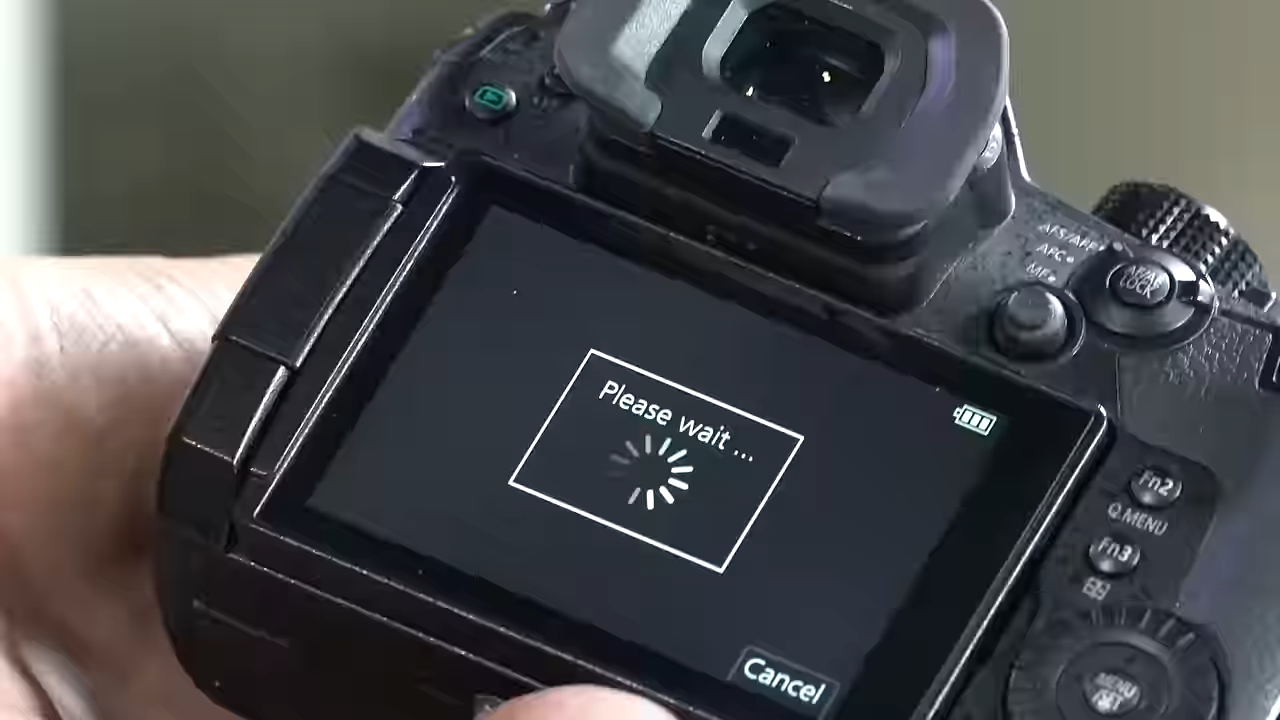 AFS/AFF
AFC
MF
AF/AE
LOCK
Please wait ...
Fn2
Q.MENU
Fn3
Cancel
MENU
/SET